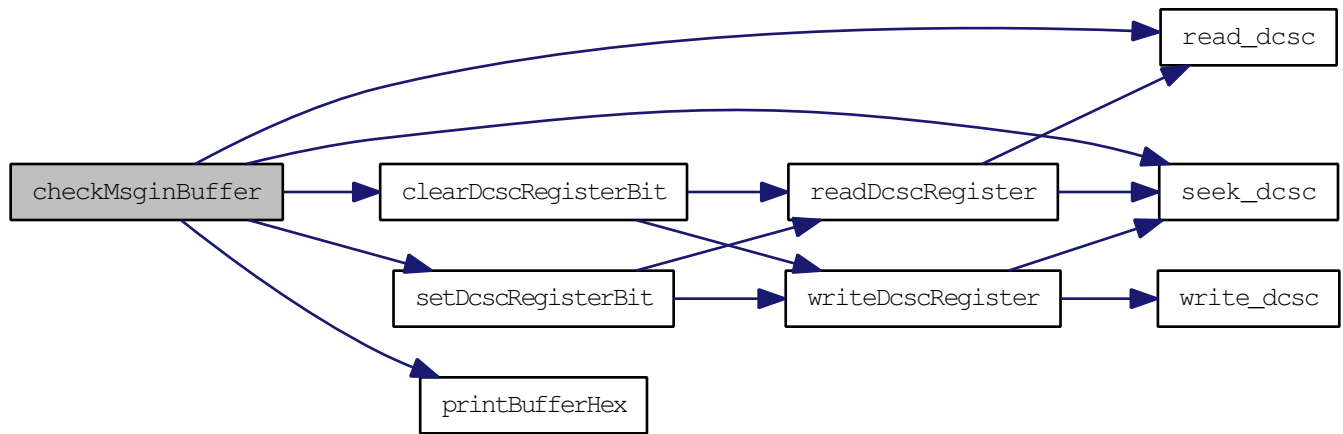 read_dcsc
checkMsginBuffer
clearDcscRegisterBit
readDcscRegister
seek_dcsc
setDcscRegisterBit
writeDcscRegister
write_dcsc
printBufferHex